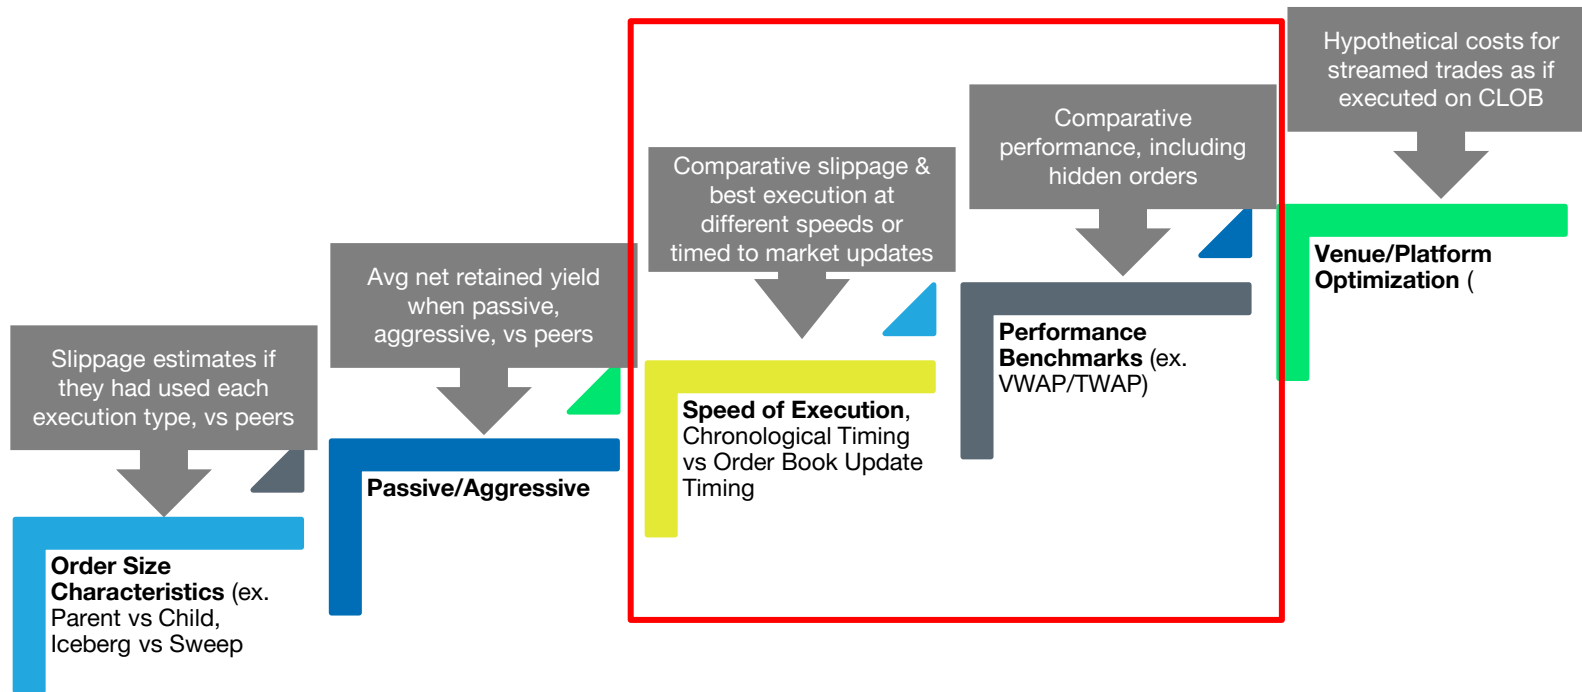 Slippage estimates if
they had used each
execution type, vs peers
Order Size
Characteristics (ex.
Parent vs Child,
Iceberg vs Sweep
Avg net retained yield
when passive,
aggressive, vs peers
Passive/Aggressive
Comparative slippage &
best execution at
different speeds or
timed to market updates
Speed of Execution,
Chronological Timing
vs Order Book Update
Timing
Comparative
performance, including
hidden orders
Performance
Benchmarks (ex.
VWAP/TWAP)
Hypothetical costs for
streamed trades as if
executed on CLOB
Venue/Platform
Optimization (